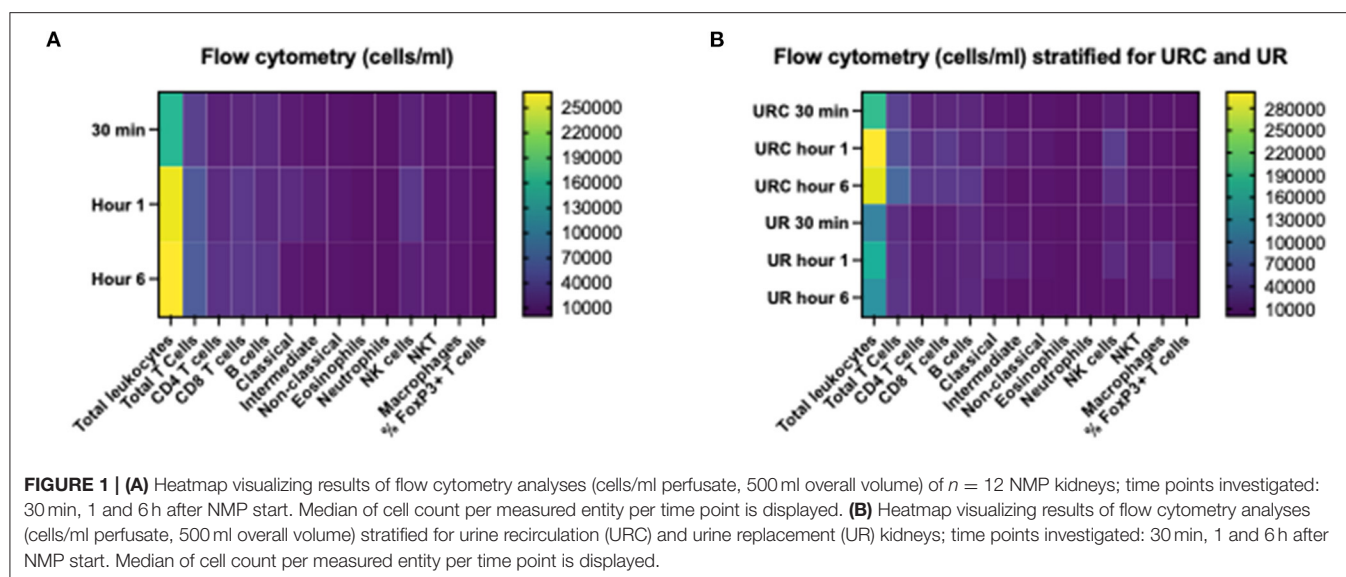 A
Flow cytometry (cells/ml)
30 min
Hour 1
Hour 6
250000
220000
190000
160000
130000
100000
70000
40000
10000
Total leukocytes
Total T Cells
CD4 T cells
CD8 T cells
B cells
Classical
Intermediate
Non-classical
Eosinophils
Neutrophils
NK Cells
NKT
Macrophages
% FoxP3+ T Cells
B
Flow cytometry (cells/ml) stratified for URC and UR
URC 30 min
URC hour 1
URC hour 6
UR 30 min
UR hour 1
UR hour 6
280000
250000
220000
190000
160000
130000
100000
70000
40000
10000
Total leukocytes
Total T Cells
CD4 T cells
CD8 T cells
B cells
Classical
Intermediate
Non-classical
Eosinophils
Neutrophils
NK Cells
NKT
Macrophages
% FoxP3+ T Cells
FIGURE 1 | (A) Heatmap visualizing results of flow cytometry analyses (cells/ml perfusate, 500 ml overall volume) of n = 12 NMP kidneys; time points investigated:
30 min, 1 and 6 h after NMP start. Median of cell count per measured entity per time point is displayed. (B) Heatmap visualizing results of flow cytometry analyses
(cells/ml perfusate, 500 ml overall volume) stratified for urine recirculation (URC) and urine replacement (UR) kidneys; time points investigated: 30 min, 1 and 6 h after
NMP start. Median of cell count per measured entity per time point is displayed.